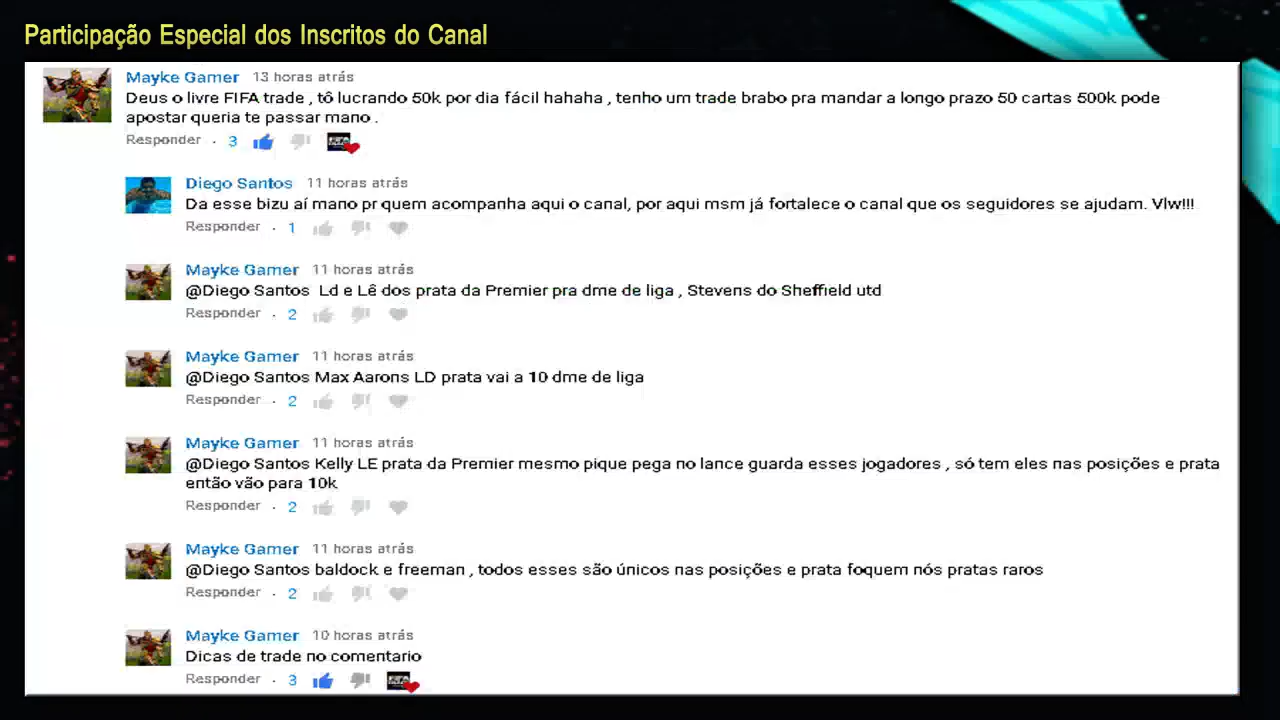 Participação Especial dos Inscritos do Canal
Mayke Gamer 13 horas atrás
Deus o livre FIFA trade , tô lucrando 50k por dia fácil hahaha , tenho um trade brabo pra mandar a longo prazo 50 cartas 500k pode
apostar queria te passar mano .
Responder · 3
Diego Santos 11 horas atrás
Da esse bizu aí mano pr quem acompanha aqui o canal, por aqui msm já fortalece o canal que os seguidores se ajudam. Vlw!!!
Responder · 1
Mayke Gamer 11 horas atrás
@Diego Santos Ld e Lê dos prata da Premier pra dme de liga , Stevens do Sheffield utd
Responder · 2
Mayke Gamer 11 horas atrás
@Diego Santos Max Aarons LD prata vai a 10 dme de liga
Responder · 2
Mayke Gamer 11 horas atrás
@Diego Santos Kelly LE prata da Premier mesmo pique pega no lance guarda esses jogadores , só tem eles nas posições e prata
então vão para 10k
Responder · 2
Mayke Gamer 11 horas atrás
@Diego Santos baldock e freeman , todos esses são únicos nas posições e prata foquem nós pratas raros
Responder · 2
Mayke Gamer 10 horas atrás
Dicas de trade no comentario
Responder · 3